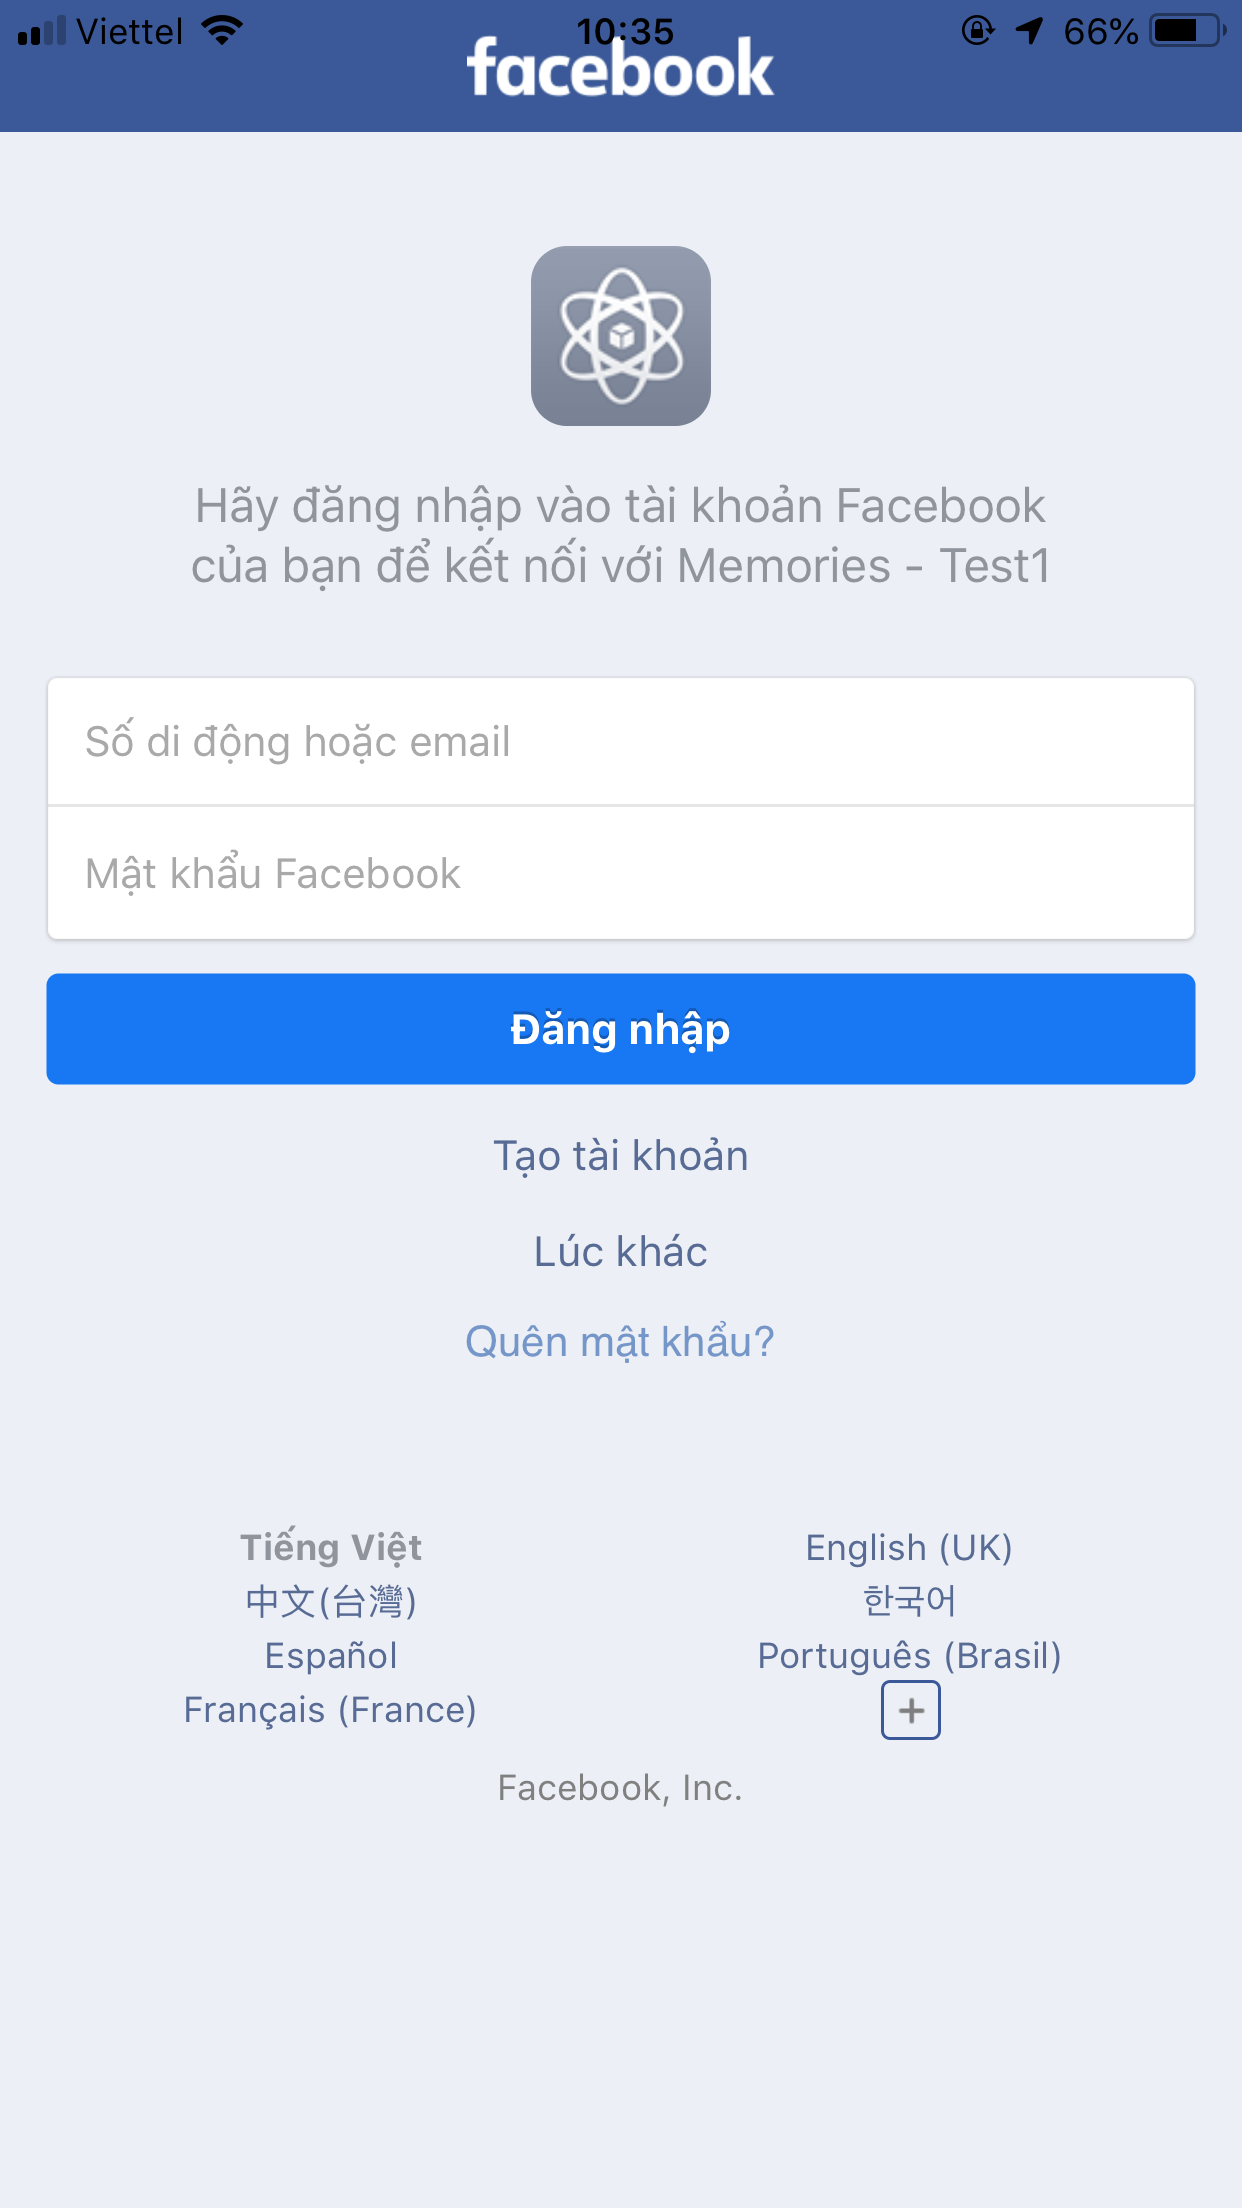 Viettel 10:35 66%
facebook
Hãy đăng nhập vào tài khoản Facebook
của bạn để kết nối với Memories - Test1
Số di động hoặc email
Mật khẩu Facebook
Đăng nhập
Tạo tài khoản
Lúc khác
Quên mật khẩu?
Tiếng Việt English (UK)
中文(台灣) 한국어
Español Português (Brasil)
Français (France) +
Facebook, Inc.